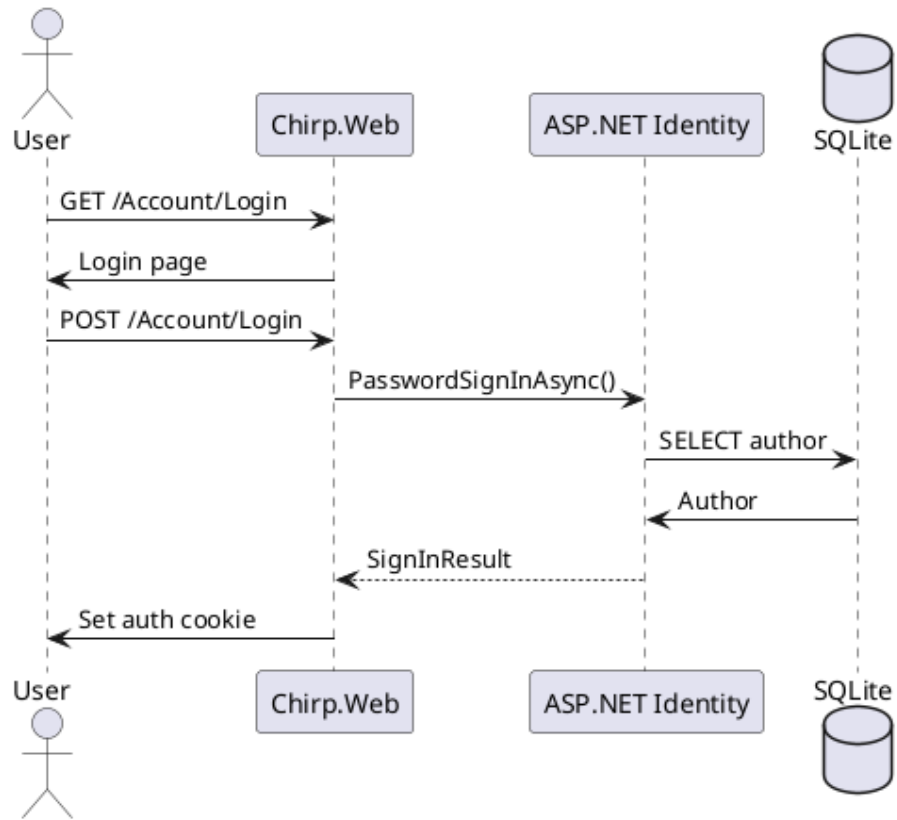 User
Chirp.Web
ASP.NET Identity
SQLite
GET /Account/Login
Login page
POST /Account/Login
PasswordSignInAsync()
SELECT author
Author
SignInResult
Set auth cookie
User
Chirp.Web
ASP.NET Identity
SQLite